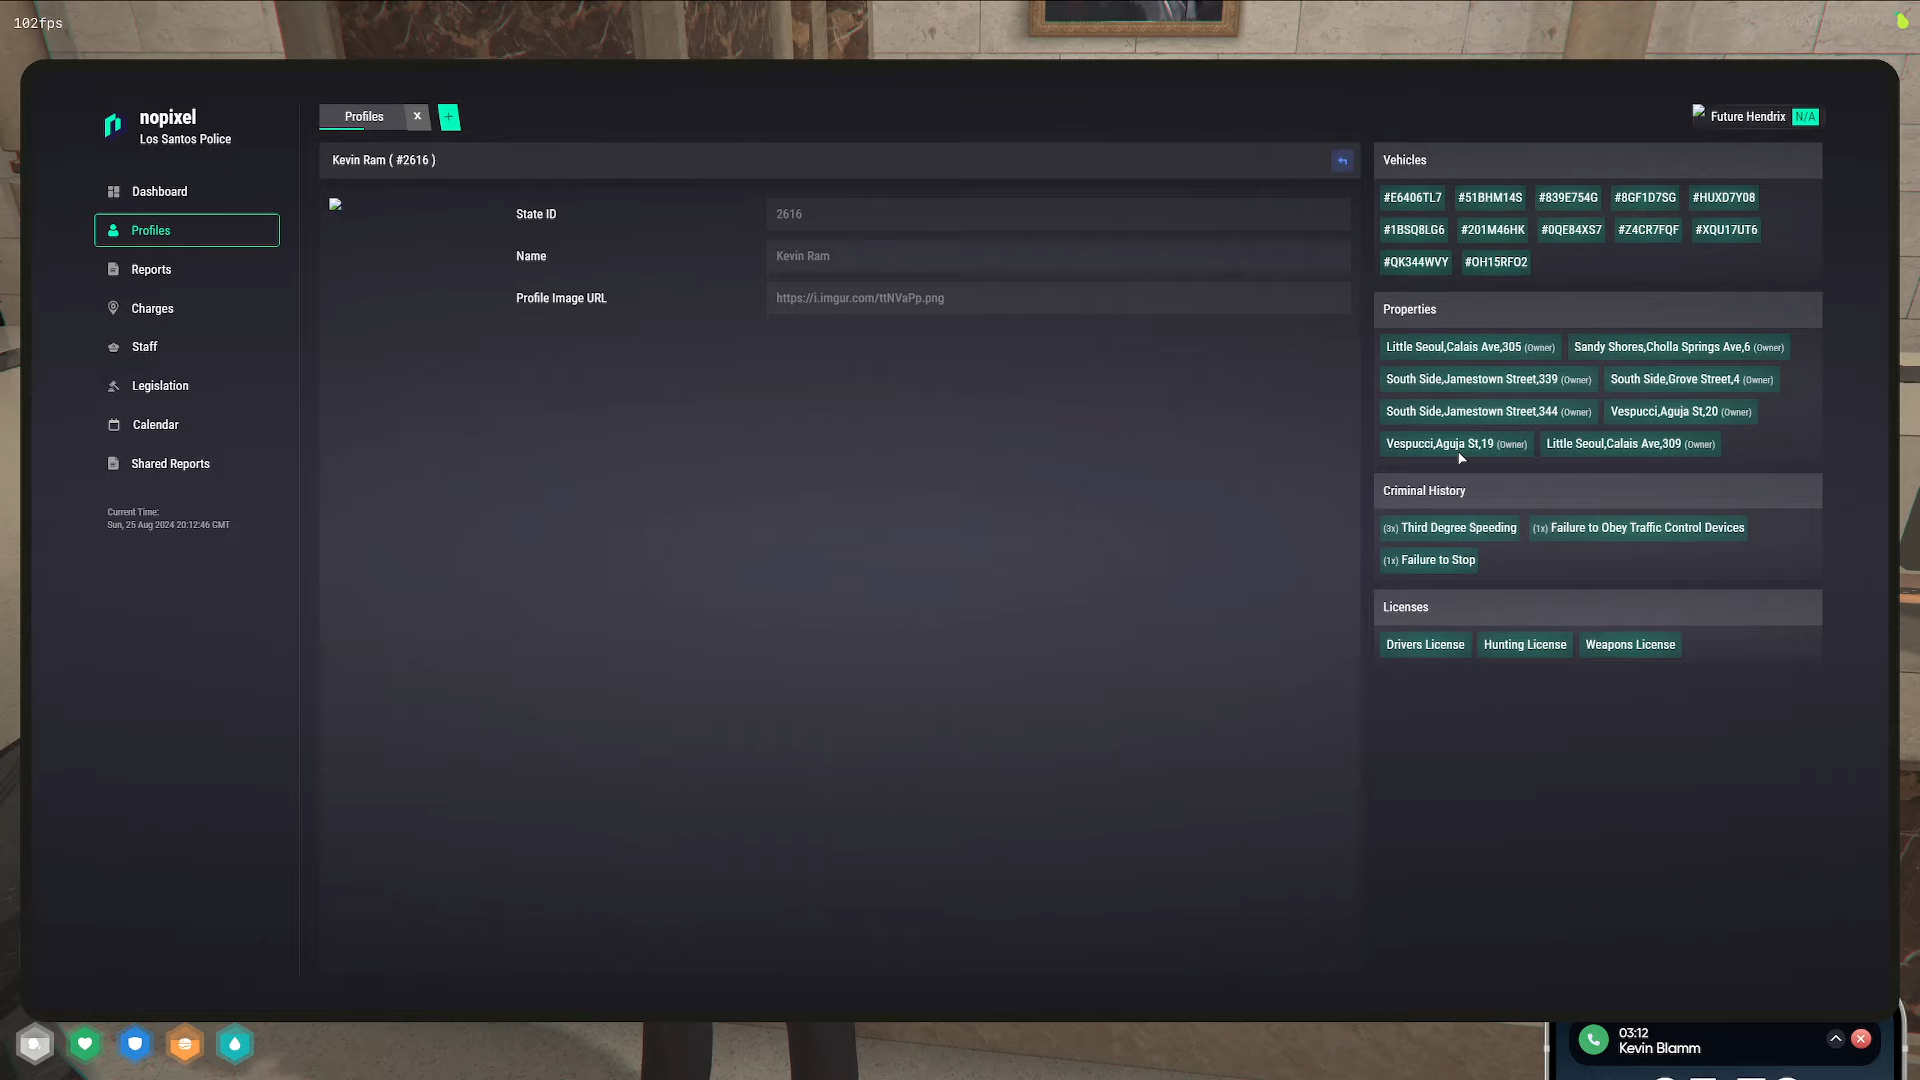 102fps
nopixel
Los Santos Police
Dashboard
Profiles
Reports
Charges
Staff
Legislation
Calendar
Shared Reports
Current Time:
Sun, 25 Aug 2024 20:12:46 GMT
Profiles x +
Future Hendrix N/A
Kevin Ram ( #2616 )
State ID 2616
Name Kevin Ram
Profile Image URL https://i.imgur.com/ttNVaPp.png
Vehicles
#E6406TL7 #51BHM14S #839E754G #8GF1D7SG #HUXD7Y08
#1BSQ8LG6 #201M46HK #0QE84XS7 #Z4CR7FQF #XQU17UT6
#QK344WVY #OH15RFO2
Properties
Little Seoul,Calais Ave,305 (Owner) Sandy Shores,Cholla Springs Ave,6 (Owner)
South Side,Jamestown Street,339 (Owner) South Side,Grove Street,4 (Owner)
South Side,Jamestown Street,344 (Owner) Vespucci,Aguja St,20 (Owner)
Vespucci,Aguja St,19 (Owner) Little Seoul,Calais Ave,309 (Owner)
Criminal History
(3x) Third Degree Speeding (1x) Failure to Obey Traffic Control Devices
(1x) Failure to Stop
Licenses
Drivers License Hunting License Weapons License
03:12
Kevin Blamm